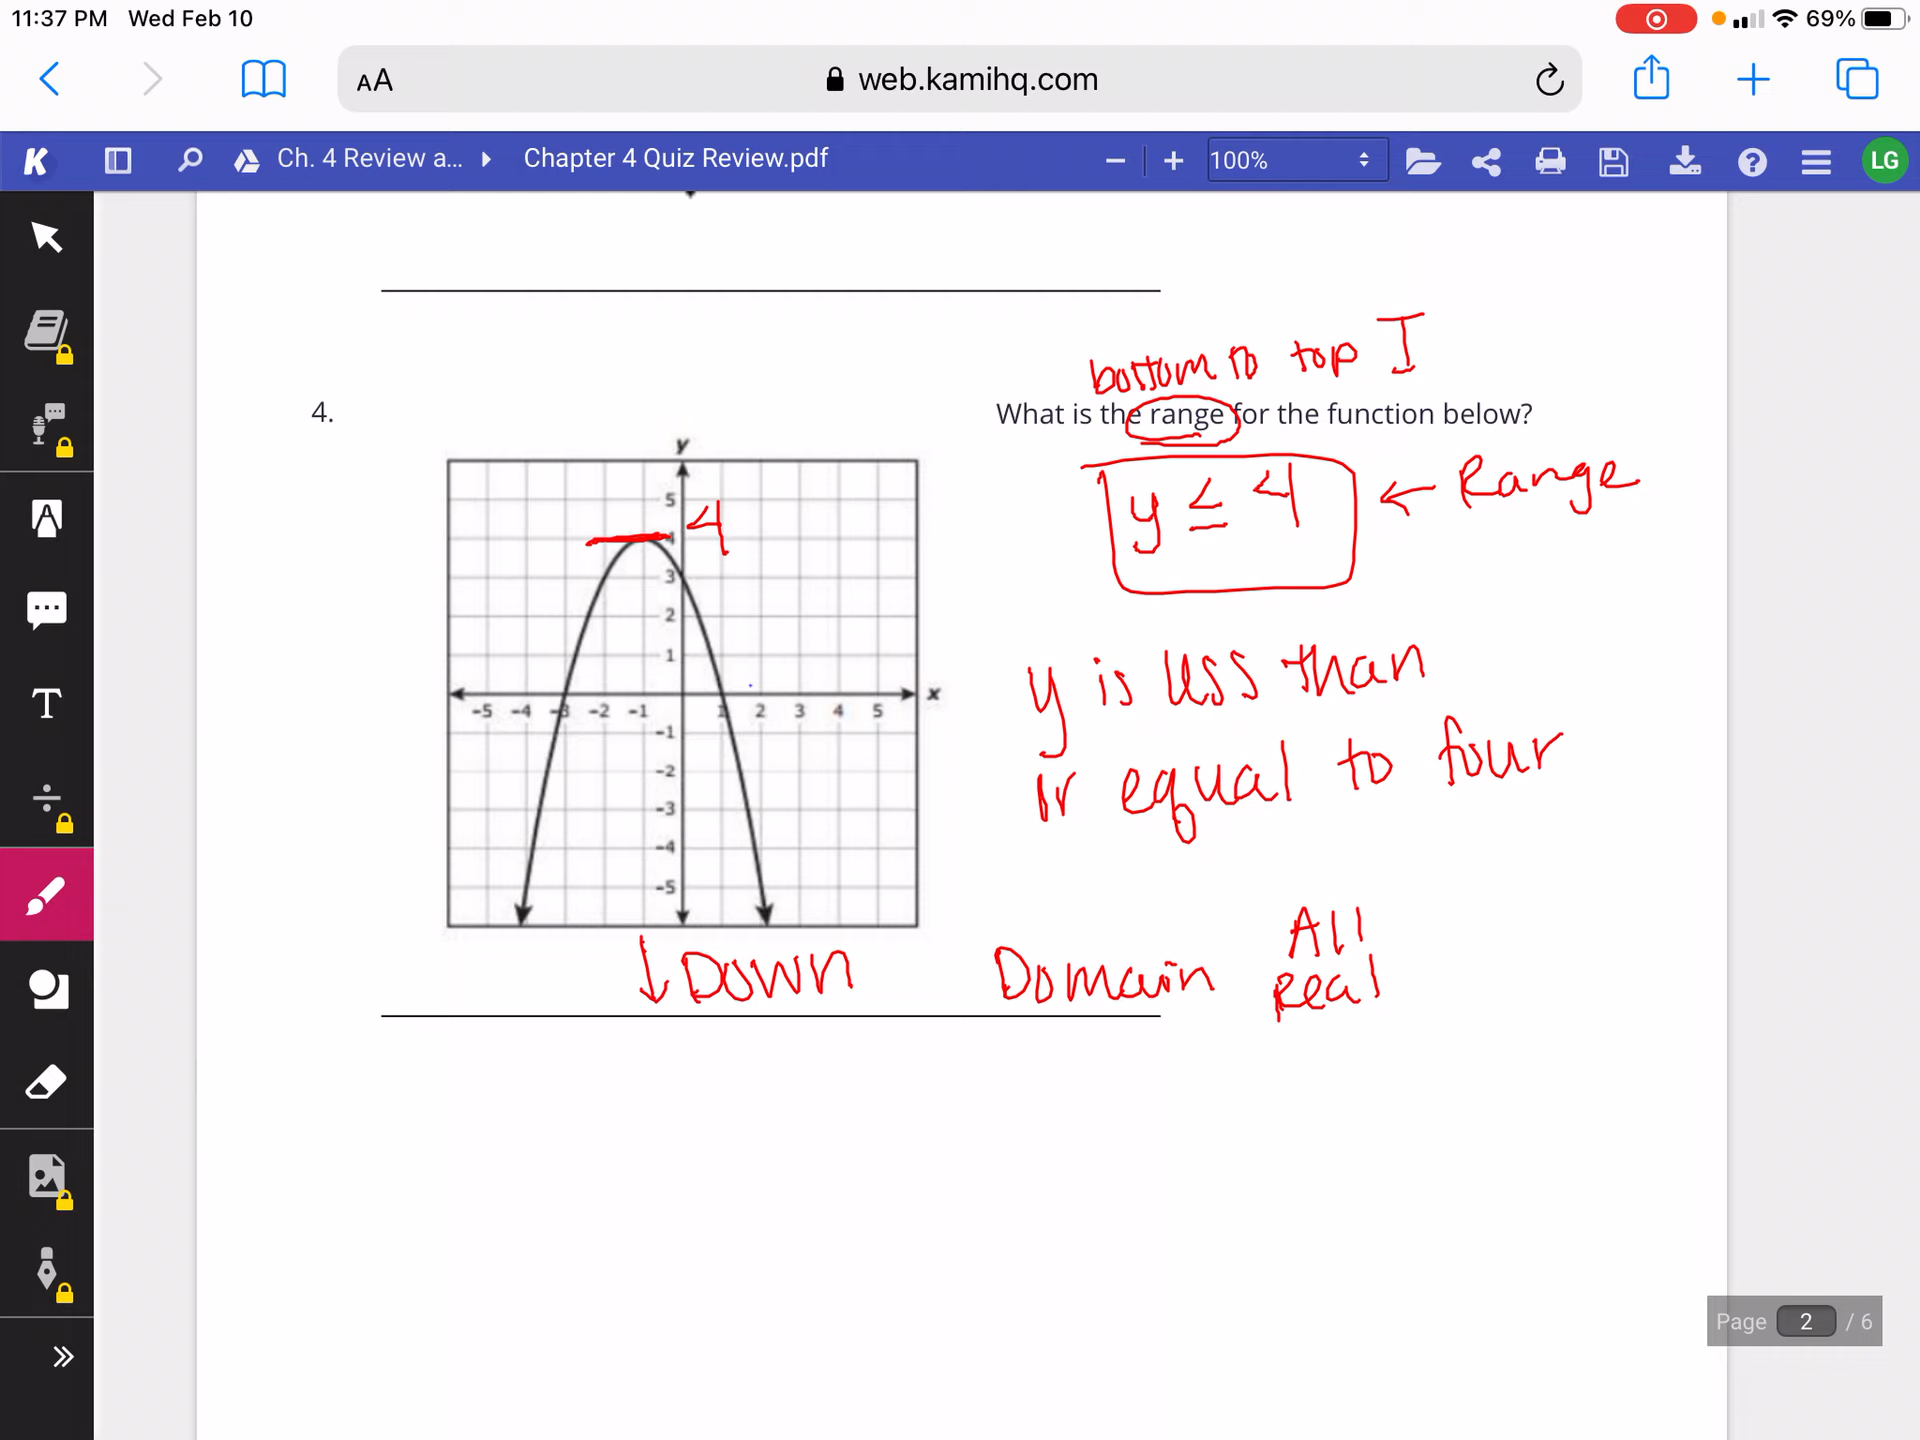 11:37 PM Wed Feb 10
69%
AA
web.kamihq.com
K
Ch. 4 Review a...
Chapter 4 Quiz Review.pdf
100%
LG
bottom to top
4.
What is the range for the function below?
y
y ≤ 4
← Range
5
4
4
3
2
1
x
-5 -4 -3 -2 -1 1 2 3 4 5
-1
-2
-3
-4
-5
y is less than
or equal to four
↓ Down
Domain
All
Real
Page 2 / 6